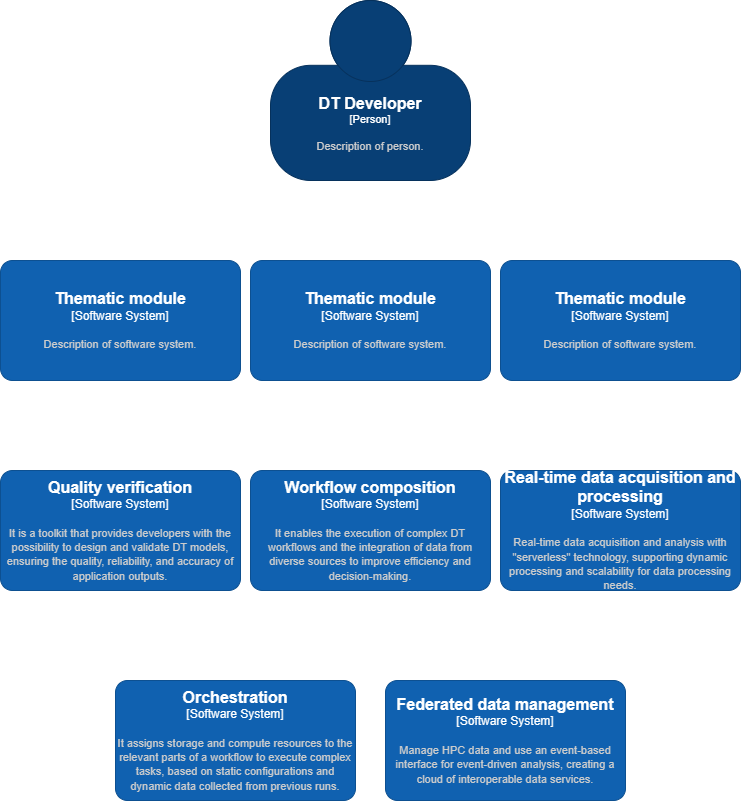 DT Developer
[Person]
Description of person.
Thematic module
[Software System]
Description of software system.
Thematic module
[Software System]
Description of software system.
Thematic module
[Software System]
Description of software system.
Quality verification
[Software System]
It is a toolkit that provides developers with the
possibility to design and validate DT models,
ensuring the quality, reliability, and accuracy of
application outputs.
Workflow composition
[Software System]
It enables the execution of complex DT
workflows and the integration of data from
diverse sources to improve efficiency and
decision-making.
Real-time data acquisition and
processing
[Software System]
Real-time data acquisition and analysis with
"serverless" technology, supporting dynamic
processing and scalability for data processing
needs.
Orchestration
[Software System]
It assigns storage and compute resources to the
relevant parts of a workflow to execute complex
tasks, based on static configurations and
dynamic data collected from previous runs.
Federated data management
[Software System]
Manage HPC data and use an event-based
interface for event-driven analysis, creating a
cloud of interoperable data services.